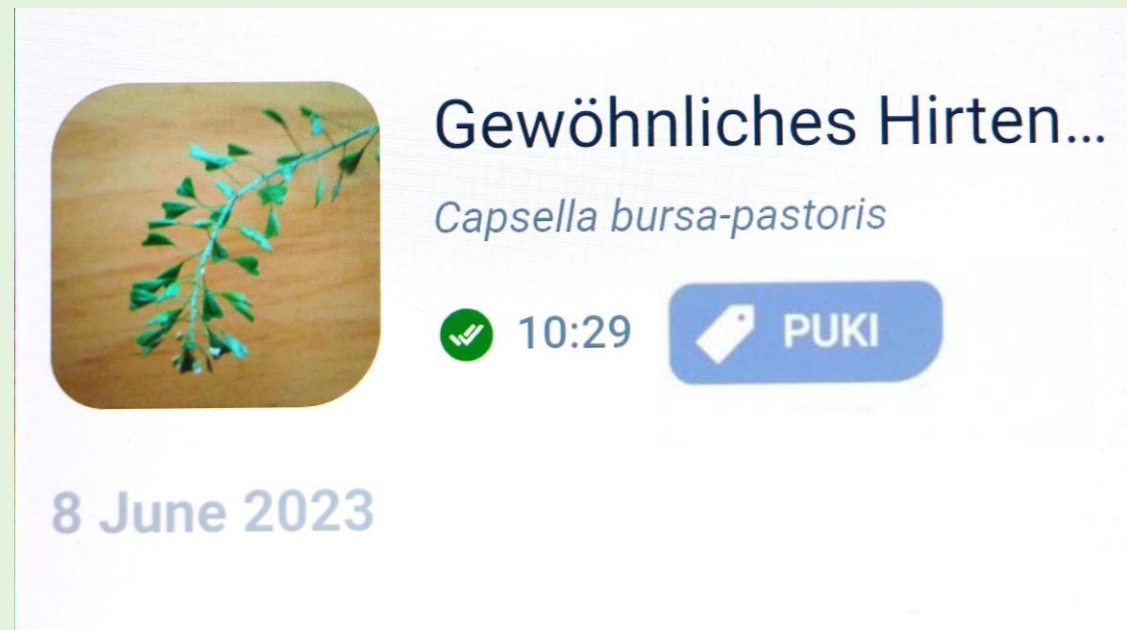 Gewöhnliches Hirten...
Capsella bursa-pastoris
10:29 PUKI
8 June 2023